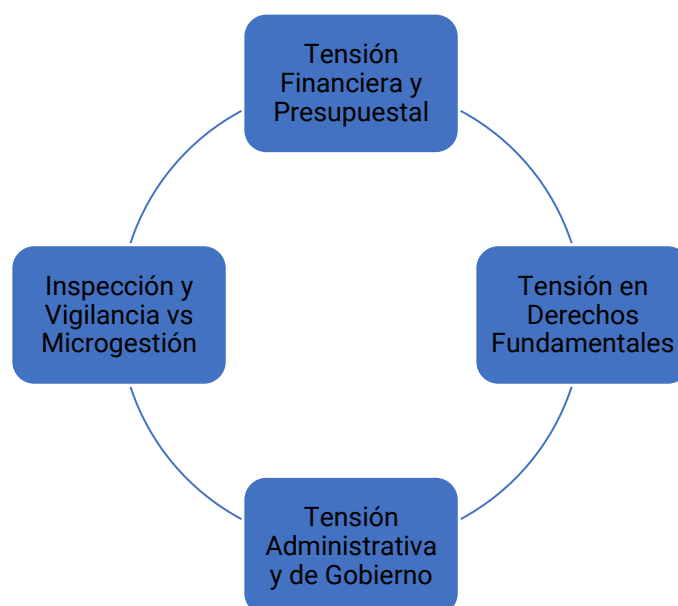 Tensión
Financiera y
Presupuestal
Inspección y
Vigilancia vs
Microgestión
Tensión en
Derechos
Fundamentales
Tensión
Administrativa
y de Gobierno